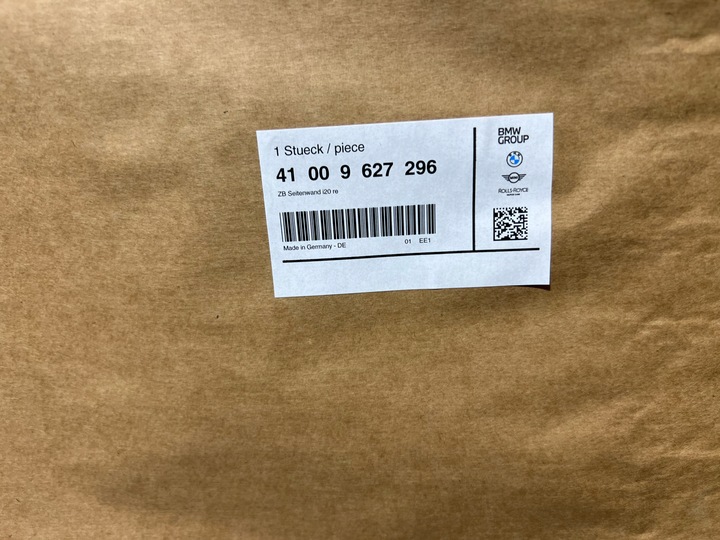 1 Stueck / piece
41 00 9 627 296
ZB Seitenwand i20 re
Made in Germany - DE 01 EE1
BMW
GROUP
ROLLS-ROYCE